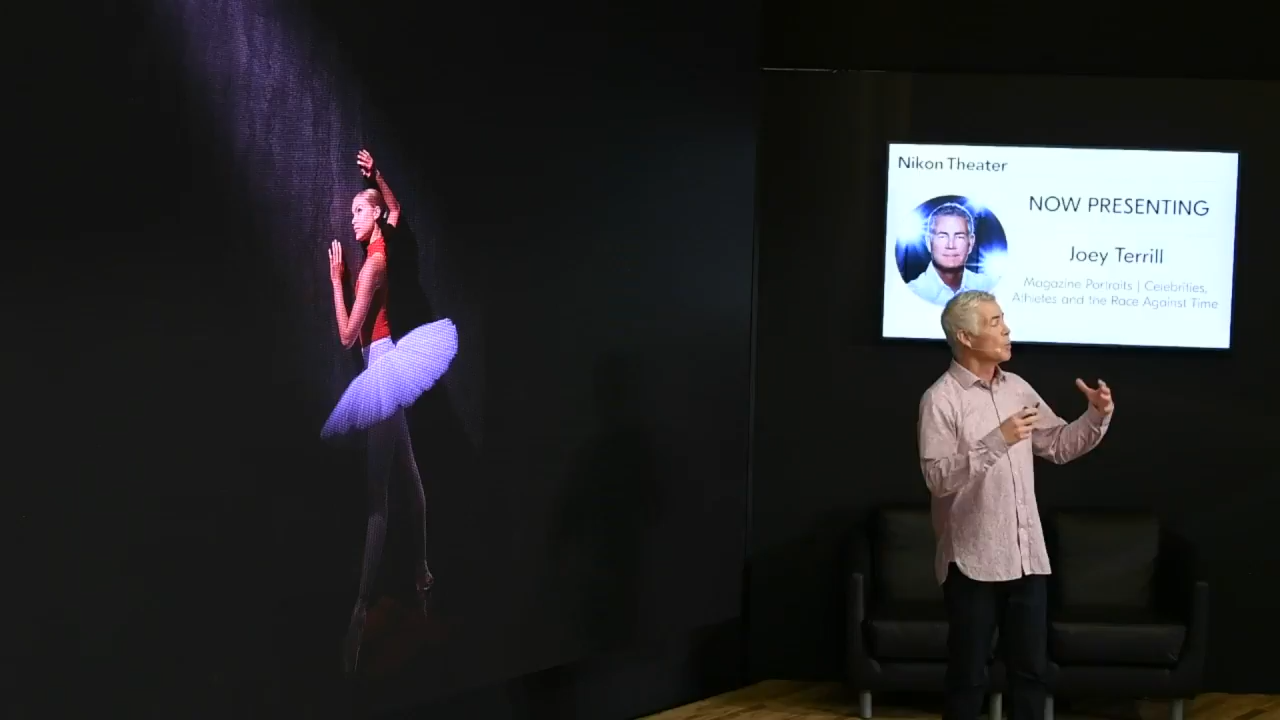 Nikon Theater
NOW PRESENTING
Joey Terrill
Magazine Portraits | Celebrities,
Athletes and the Race Against Time